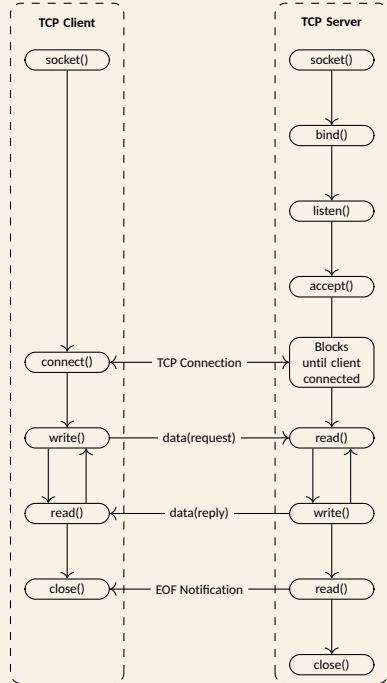 TCP Client
TCP Server
socket()
socket()
bind()
listen()
accept()
connect()
TCP Connection
Blocks
until client
connected
write()
data(request)
read()
read()
data(reply)
write()
close()
EOF Notification
read()
close()